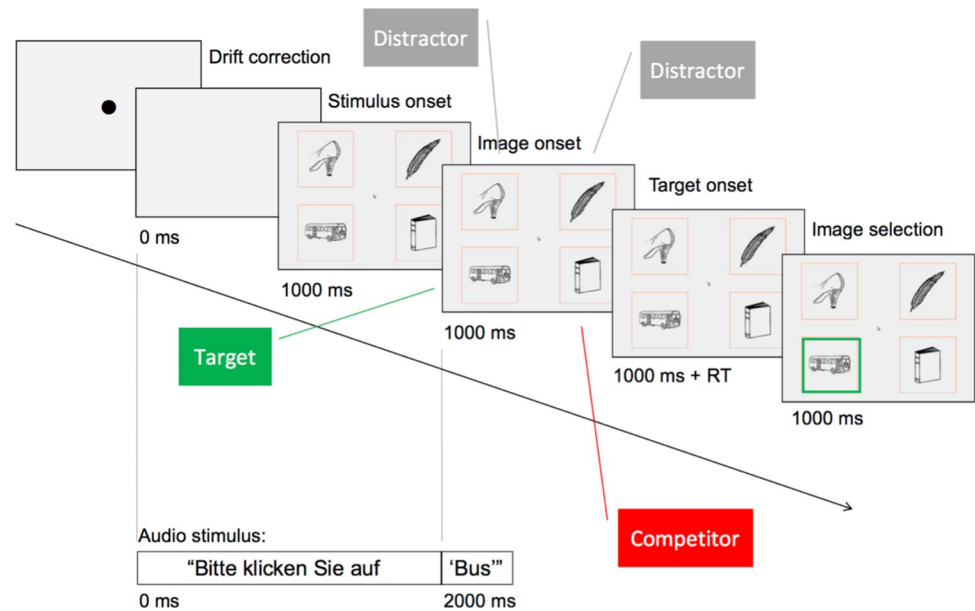 Distractor
Distractor
Drift correction
Stimulus onset
Image onset
Target onset
Image selection
0 ms
1000 ms
1000 ms
1000 ms + RT
1000 ms
Target
Competitor
Audio stimulus:
“Bitte klicken Sie auf ‘Bus’”
0 ms 2000 ms